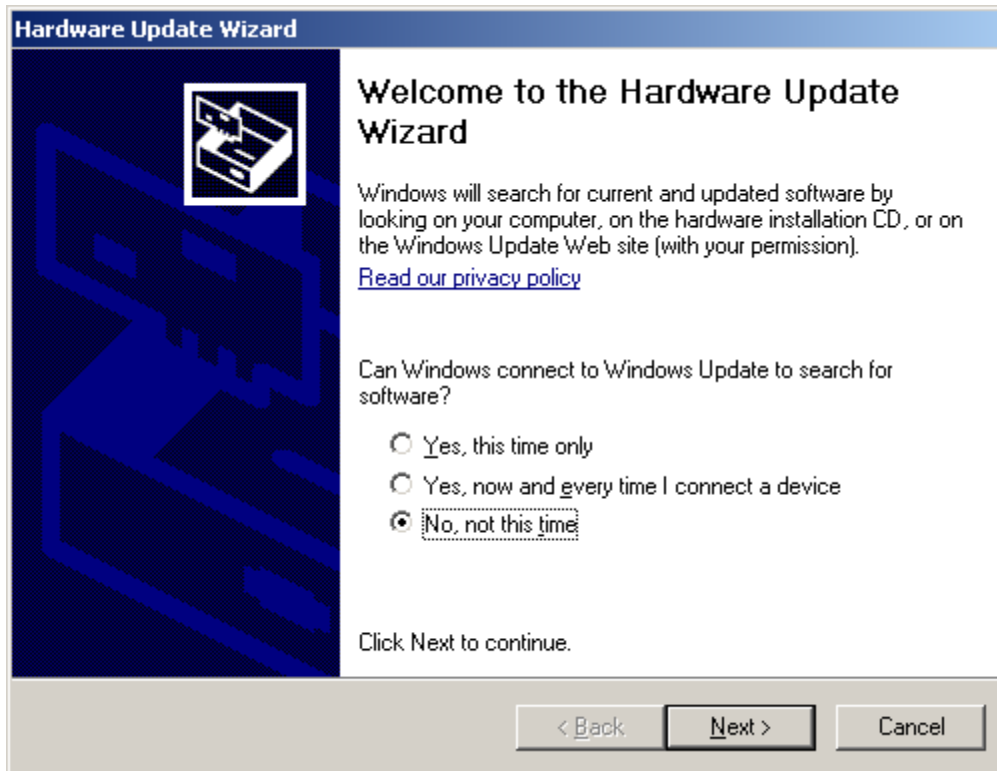 Hardware Update Wizard
Welcome to the Hardware Update
Wizard
Windows will search for current and updated software by
looking on your computer, on the hardware installation CD, or on
the Windows Update Web site (with your permission).
Read our privacy policy
Can Windows connect to Windows Update to search for
software?
Yes, this time only
Yes, now and every time I connect a device
No, not this time
Click Next to continue.
< Back Next > Cancel